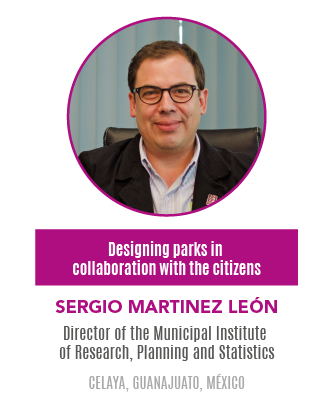 Designing parks in
collaboration with the citizens
SERGIO MARTINEZ LEÓN
Director of the Municipal Institute
of Research, Planning and Statistics
CELAYA, GUANAJUATO, MÉXICO